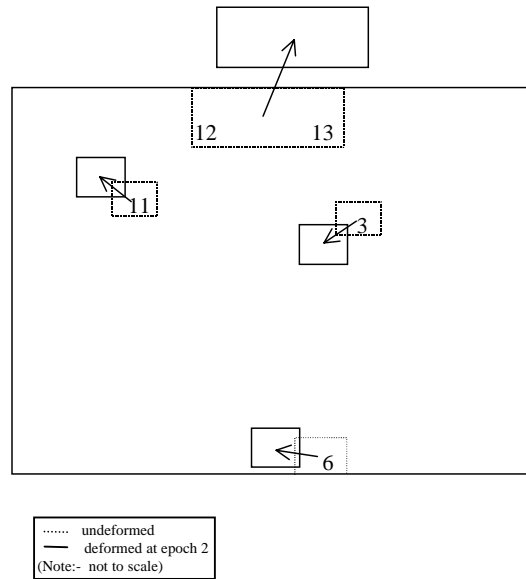 12 13
11
3
6
undeformed
deformed at epoch 2
(Note:- not to scale)